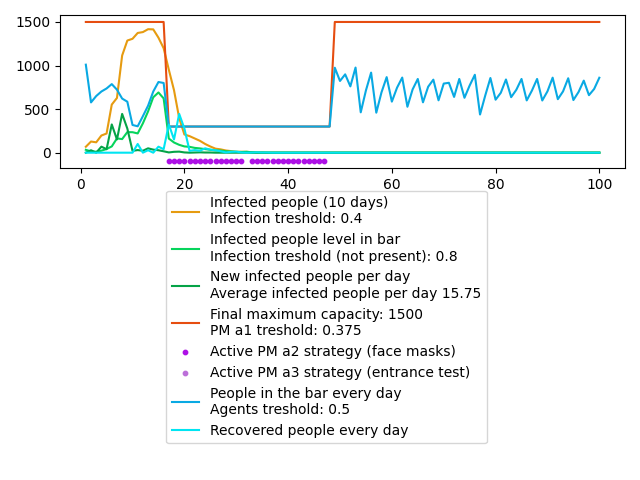 1500
1000
500
0
0
20
40
60
80
100
Infected people (10 days)
Infection treshold: 0.4
Infected people level in bar
Infection treshold (not present): 0.8
New infected people per day
Average infected people per day 15.75
Final maximum capacity: 1500
PM a1 treshold: 0.375
Active PM a2 strategy (face masks)
Active PM a3 strategy (entrance test)
People in the bar every day
Agents treshold: 0.5
Recovered people every day